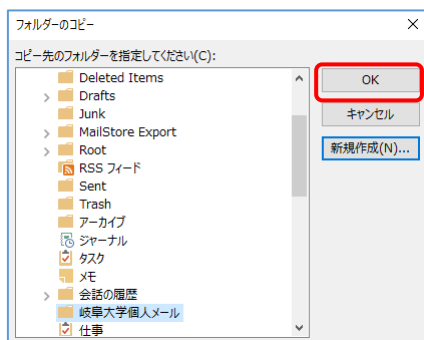 フォルダーのコピー
コピー先のフォルダーを指定してください(C):
Deleted Items
Drafts
Junk
MailStore Export
Root
RSS フィード
Sent
Trash
アーカイブ
ジャーナル
タスク
メモ
会話の履歴
岐阜大学個人メール
仕事
OK
キャンセル
新規作成(N)...